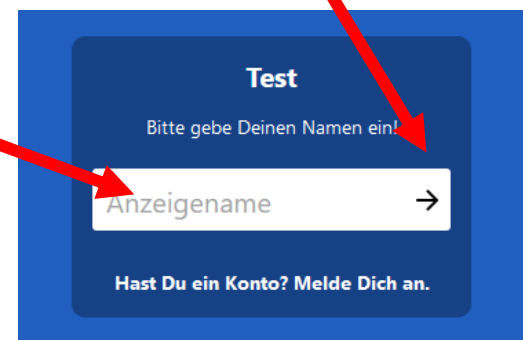 Test
Bitte gebe Deinen Namen ein!
Anzeigename
Hast Du ein Konto? Melde Dich an.